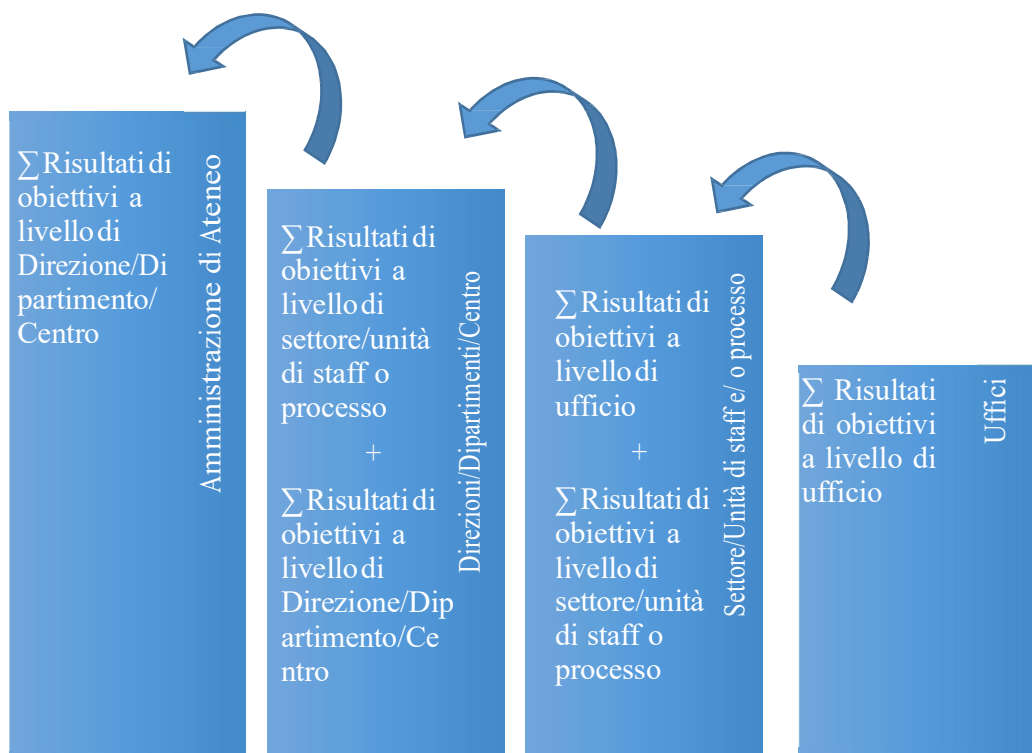 ∑Risultati di
obiettivi a
livello di
Direzione/Di
partimento/
Centro
Amministrazione di Ateneo
∑Risultati di
obiettivi a
livello di
settore/unità
di staff o
processo
+
∑Risultati di
obiettivi a
livello di
Direzione/Dip
artimento/Ce
ntro
Direzioni/Dipartimenti/Centro
∑Risultati di
obiettivi a
livello di
ufficio
+
∑Risultati di
obiettivi a
livello di
settore/unità
di staff o
processo
Settore/Unità di staff e/ o processo
∑ Risultati
di obiettivi
a livello di
ufficio
Uffici